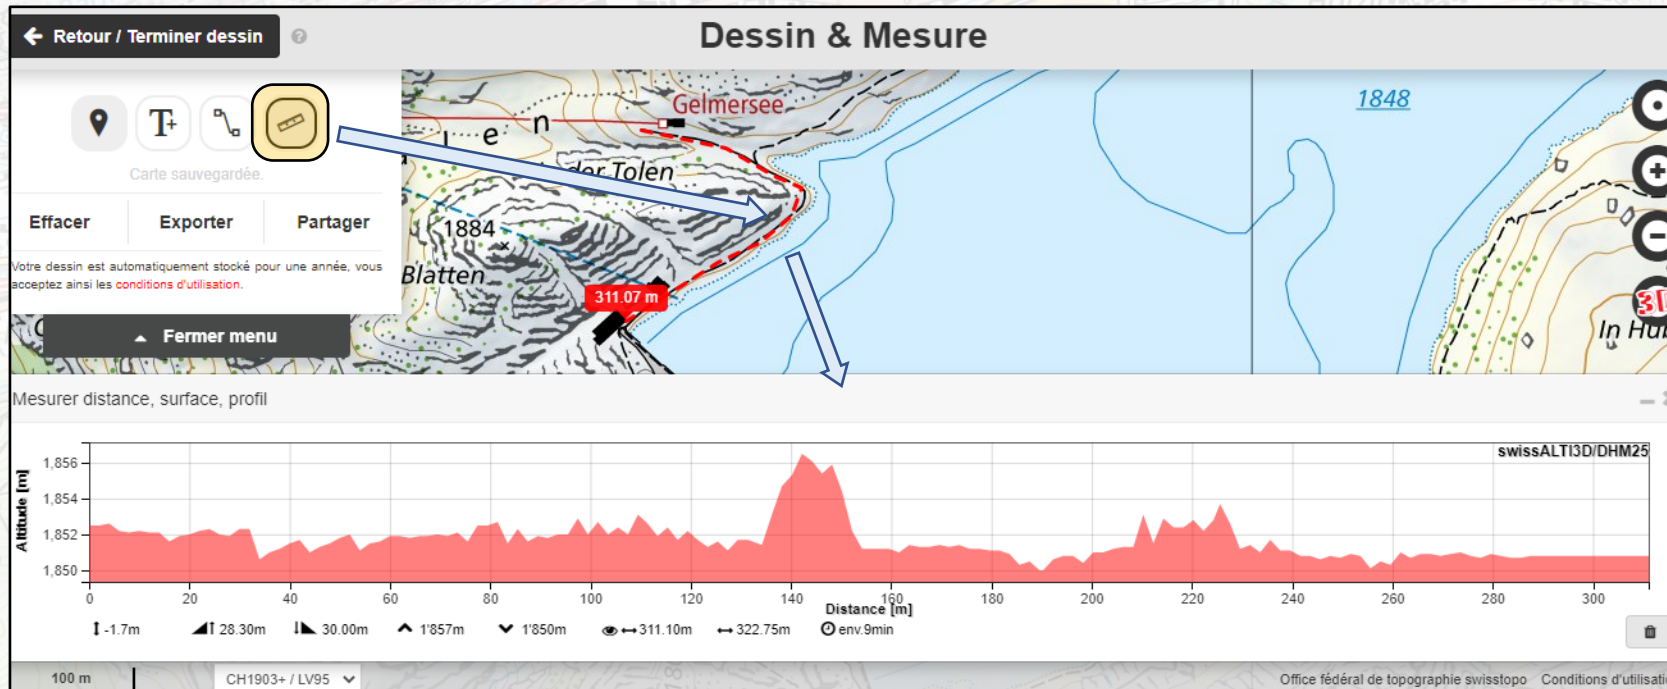 Retour / Terminer dessin
Dessin & Mesure
T+
Carte sauvegardée.
Effacer Exporter Partager
Votre dessin est automatiquement stocké pour une année, vous
acceptez ainsi les conditions d'utilisation.
Fermer menu
Gelmersee
1848
l e n
der Tolen
1884
Blatten
311.07 m
3D
In Hub
Mesurer distance, surface, profil
swissALTI3D/DHM25
Altitude [m]
1,856
1,854
1,852
1,850
0 20 40 60 80 100 120 140 160 180 200 220 240 260 280 300
Distance [m]
-1.7m 28.30m 30.00m 1'857m 1'850m 311.10m 322.75m env.9min
100 m
CH1903+ / LV95
Office fédéral de topographie swisstopo Conditions d'utilisati